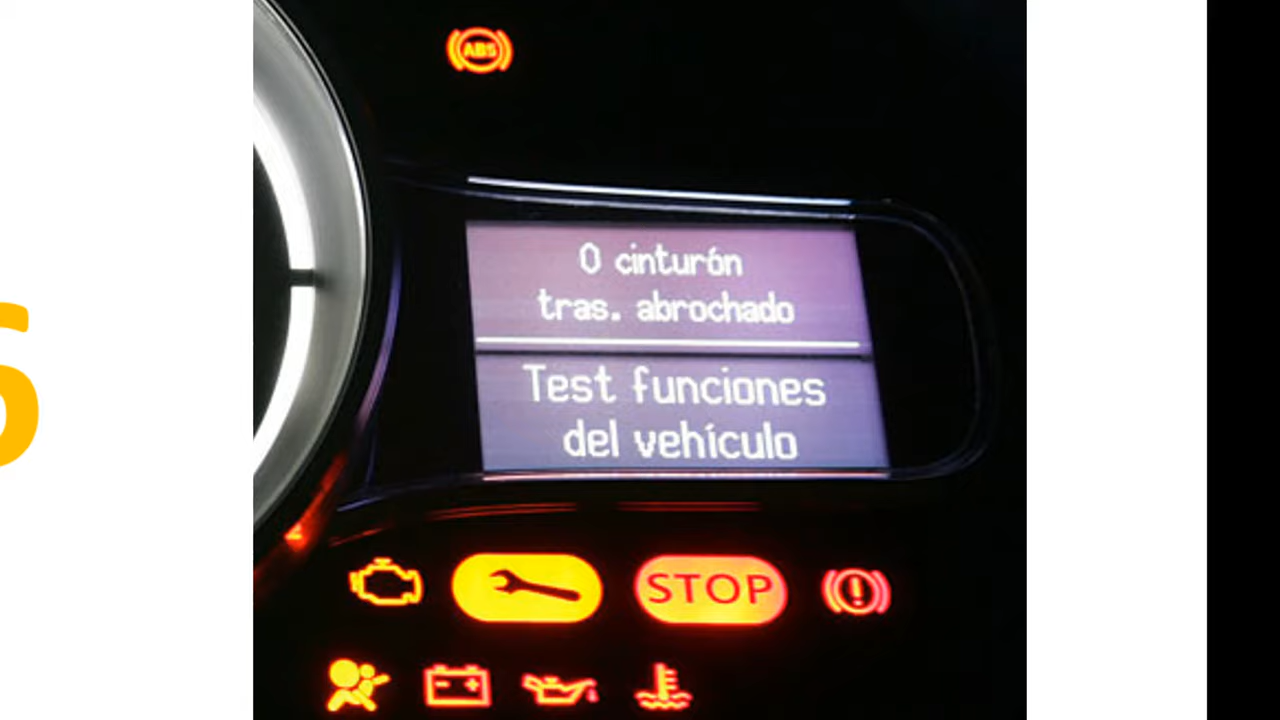 ABS
0 cinturón
tras. abrochado
Test funciones
del vehículo
STOP